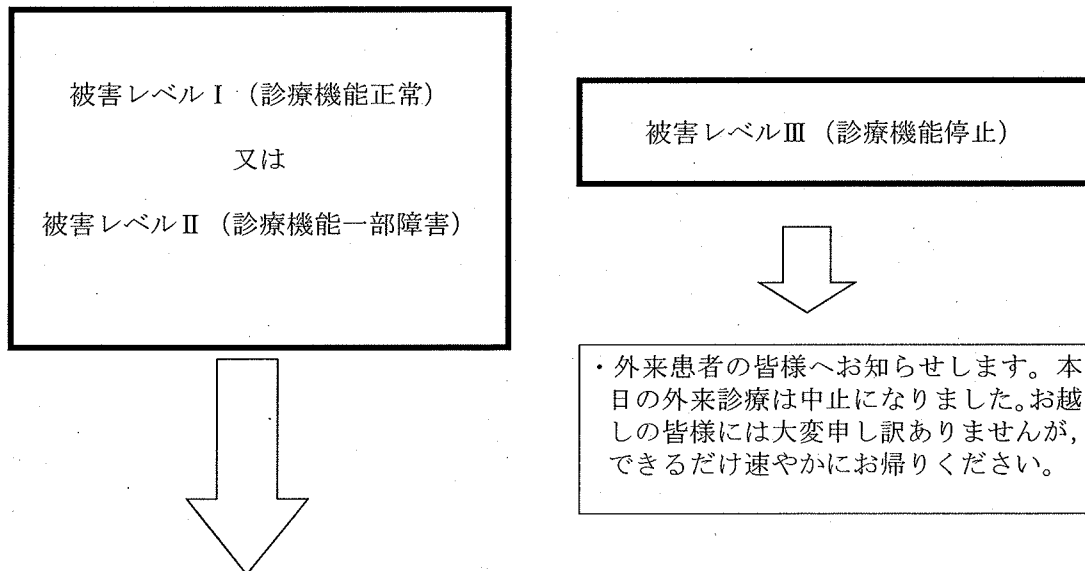 被害レベルⅠ（診療機能正常）
又は
被害レベルⅡ（診療機能一部障害）
被害レベルⅢ（診療機能停止）
・外来患者の皆様へお知らせします。本
日の外来診療は中止になりました。お越
しの皆様には大変申し訳ありませんが，
できるだけ速やかにお帰りください。